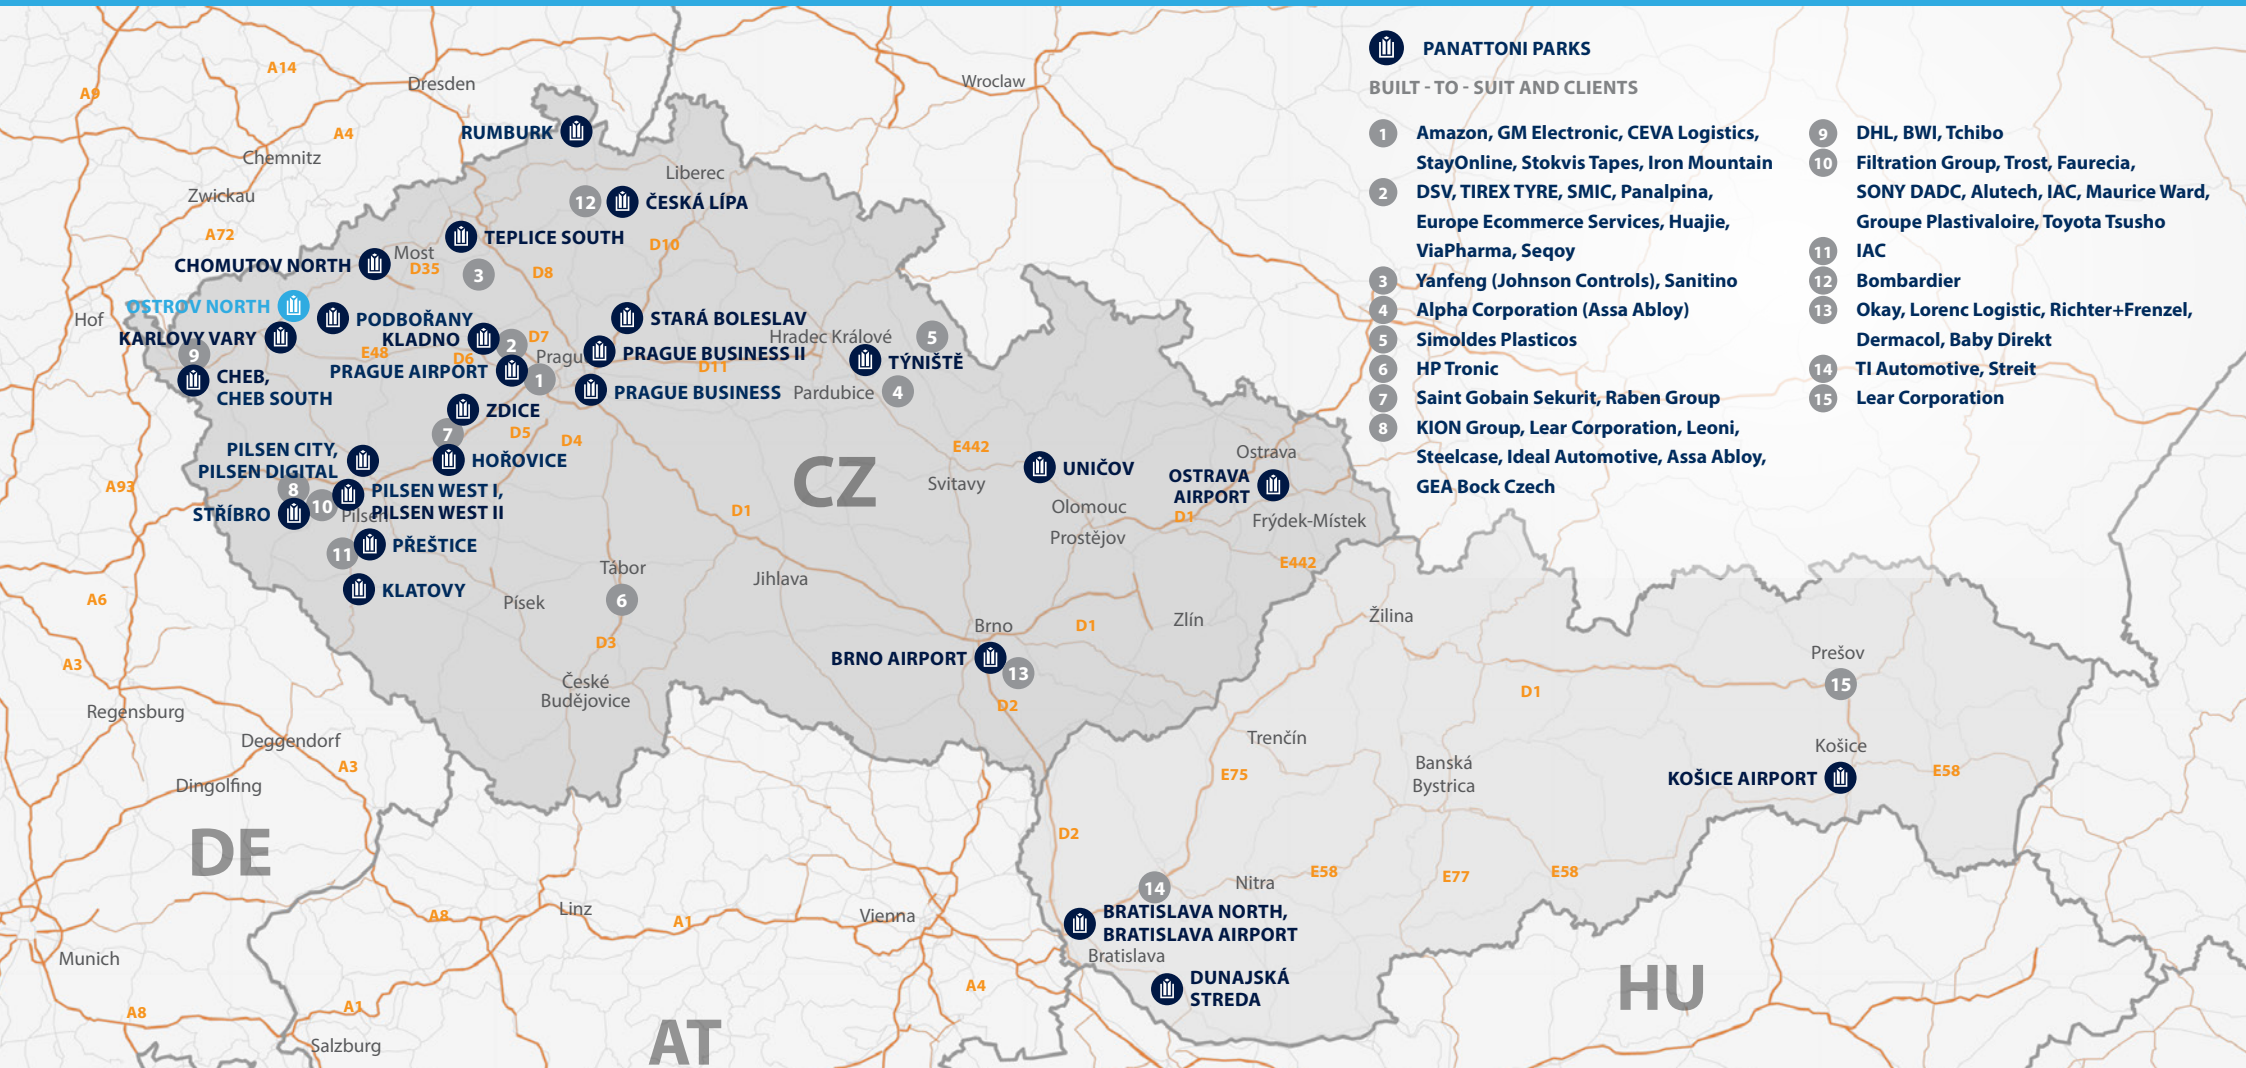 PANATTONI PARKS
BUILT - TO - SUIT AND CLIENTS
1 Amazon, GM Electronic, CEVA Logistics,
StayOnline, Stokvis Tapes, Iron Mountain
2 DSV, TIREX TYRE, SMIC, Panalpina,
Europe Ecommerce Services, Huajie,
ViaPharma, Seqoy
3 Yanfeng (Johnson Controls), Sanitino
4 Alpha Corporation (Assa Abloy)
5 Simoldes Plasticos
6 HP Tronic
7 Saint Gobain Sekurit, Raben Group
8 KION Group, Lear Corporation, Leoni,
Steelcase, Ideal Automotive, Assa Abloy,
GEA Bock Czech
9 DHL, BWI, Tchibo
10 Filtration Group, Trost, Faurecia,
SONY DADC, Alutech, IAC, Maurice Ward,
Groupe Plastivaloire, Toyota Tsusho
11 IAC
12 Bombardier
13 Okay, Lorenc Logistic, Richter+Frenzel,
Dermacol, Baby Direkt
14 TI Automotive, Streit
15 Lear Corporation
A14
Dresden
A9
Wroclaw
A4
RUMBURK
Chemnitz
Liberec
Zwickau
12
ČESKÁ LÍPA
A72
TEPLICE SOUTH
D10
Most
CHOMUTOV NORTH
D35
3
D8
OSTROV NORTH
Hof
PODBOŘANY
STARÁ BOLESLAV
KARLOVY VARY
KLADNO
2
D7
Hradec Králové
5
9
E48
D6
Pragu
PRAGUE BUSINESS II
TÝNIŠTĚ
D11
PRAGUE AIRPORT
1
CHEB,
CHEB SOUTH
PRAGUE BUSINESS
Pardubice
4
ZDICE
7
D5
D4
PILSEN CITY,
PILSEN DIGITAL
HOŘOVICE
E442
Ostrava
CZ
UNIČOV
OSTRAVA
AIRPORT
Svitavy
A93
8
PILSEN WEST I,
PILSEN WEST II
10
STŘÍBRO
Pilsen
D1
Olomouc
D1
Frýdek-Místek
Prostějov
11
PŘEŠTICE
E442
Tábor
Jihlava
KLATOVY
A6
Písek
6
Zlín
Žilina
Brno
D1
D3
BRNO AIRPORT
13
Prešov
A3
České
Budějovice
15
D1
D2
Regensburg
Trenčín
Deggendorf
Košice
A3
Banská
Bystrica
E75
KOŠICE AIRPORT
E58
Dingolfing
D2
DE
E58
E77
E58
14
Nitra
Linz
A8
A1
Vienna
BRATISLAVA NORTH,
BRATISLAVA AIRPORT
Munich
Bratislava
A4
DUNAJSKÁ
STREDA
HU
A8
A1
Salzburg
AT